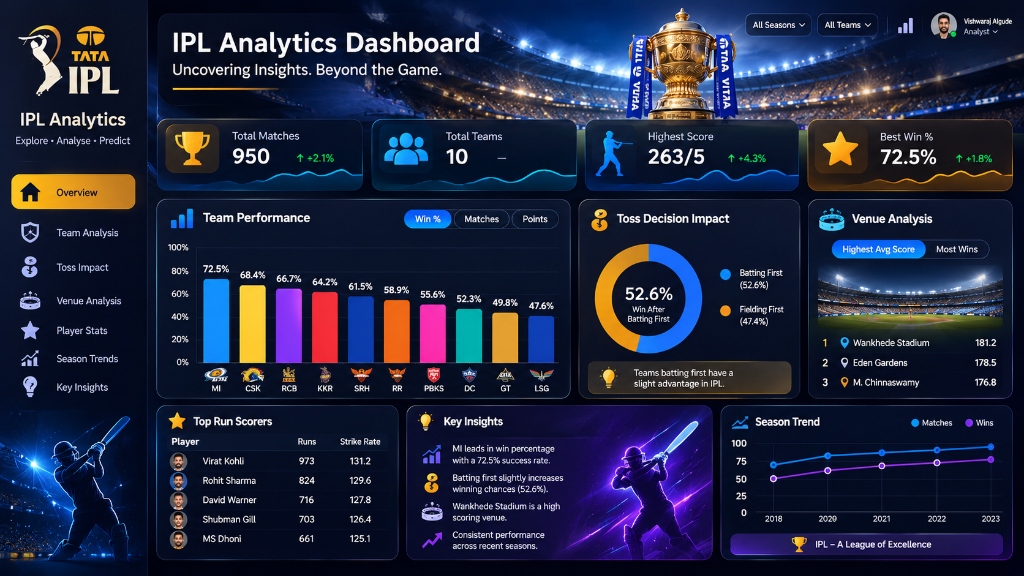 TATA
IPL
IPL Analytics
Explore • Analyse • Predict
Overview
Team Analysis
Toss Impact
Venue Analysis
Player Stats
Season Trends
Key Insights
IPL Analytics Dashboard
Uncovering Insights. Beyond the Game.
All Seasons
All Teams
Vishwaraj Algude
Analyst
Total Matches
950
↑ +2.1%
Total Teams
10
—
Highest Score
263/5
↑ +4.3%
Best Win %
72.5%
↑ +1.8%
Team Performance
Win %
Matches
Points
100%
80%
60%
40%
20%
0%
72.5%
68.4%
66.7%
64.2%
61.5%
58.9%
55.6%
52.3%
49.8%
47.6%
MI
CSK
RCB
KKR
SRH
RR
PBKS
DC
GT
LSG
Toss Decision Impact
52.6%
Win After
Batting First
Batting First
(52.6%)
Fielding First
(47.4%)
Teams batting first have a
slight advantage in IPL.
Venue Analysis
Highest Avg Score
Most Wins
1 Wankhede Stadium 181.2
2 Eden Gardens 178.5
3 M. Chinnaswamy 176.8
Top Run Scorers
Player Runs Strike Rate
Virat Kohli 973 131.2
Rohit Sharma 824 129.6
David Warner 716 127.8
Shubman Gill 703 126.4
MS Dhoni 661 125.1
Key Insights
MI leads in win percentage
with a 72.5% success rate.
Batting first slightly increases
winning chances (52.6%).
Wankhede Stadium is a high
scoring venue.
Consistent performance
across recent seasons.
Season Trend
Matches
Wins
100
75
50
25
0
2018
2020
2021
2022
2023
IPL – A League of Excellence